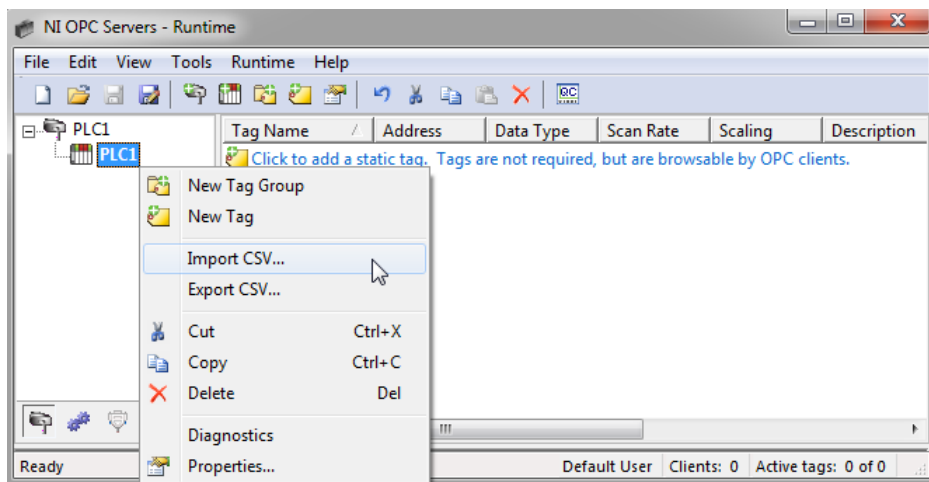 NI OPC Servers - Runtime
File Edit View Tools Runtime Help
QC
PLC1
Tag Name Address Data Type Scan Rate Scaling Description
PLC1
Click to add a static tag. Tags are not required, but are browsable by OPC clients.
New Tag Group
New Tag
Import CSV...
Export CSV...
Cut Ctrl+X
Copy Ctrl+C
Delete Del
Diagnostics
Properties...
Ready Default User Clients: 0 Active tags: 0 of 0